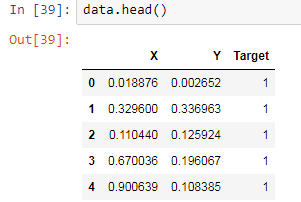 In [39]: data.head()
Out[39]:
X Y Target
0 0.018876 0.002652 1
1 0.329600 0.336963 1
2 0.110440 0.125924 1
3 0.670036 0.196067 1
4 0.900639 0.108385 1